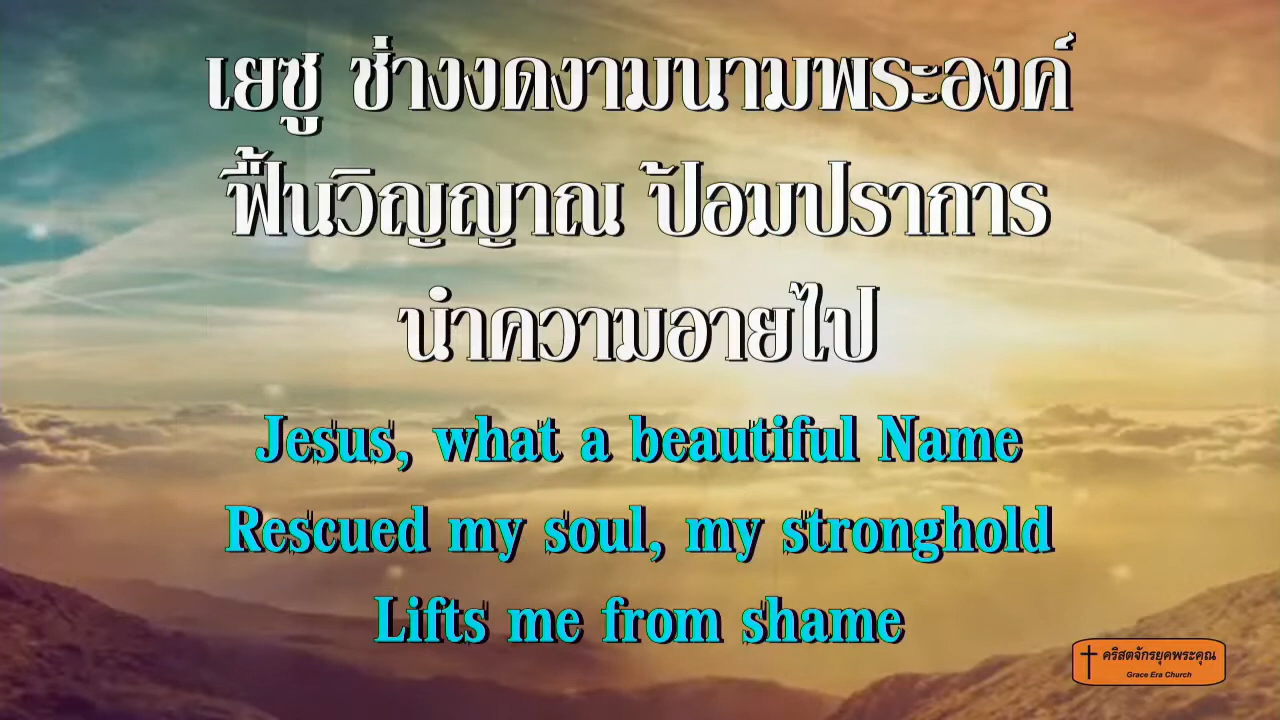 เยซู ช่างงดงามนามพระองค์
ฟื้นวิญญาณ ป้อมปราการ
นำความอายไป
Jesus, what a beautiful Name
Rescued my soul, my stronghold
Lifts me from shame
คริสตจักรยุคพระคุณ
Grace Era Church